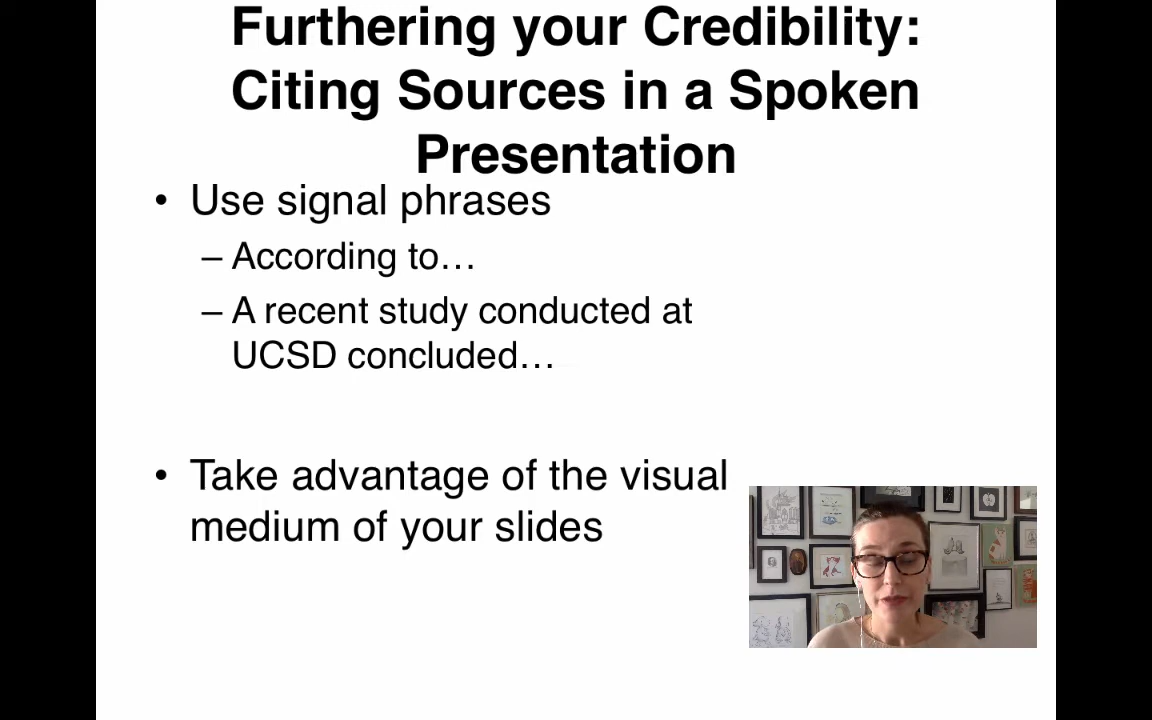 Furthering your Credibility:
Citing Sources in a Spoken
Presentation
• Use signal phrases
– According to…
– A recent study conducted at
UCSD concluded…
• Take advantage of the visual
medium of your slides